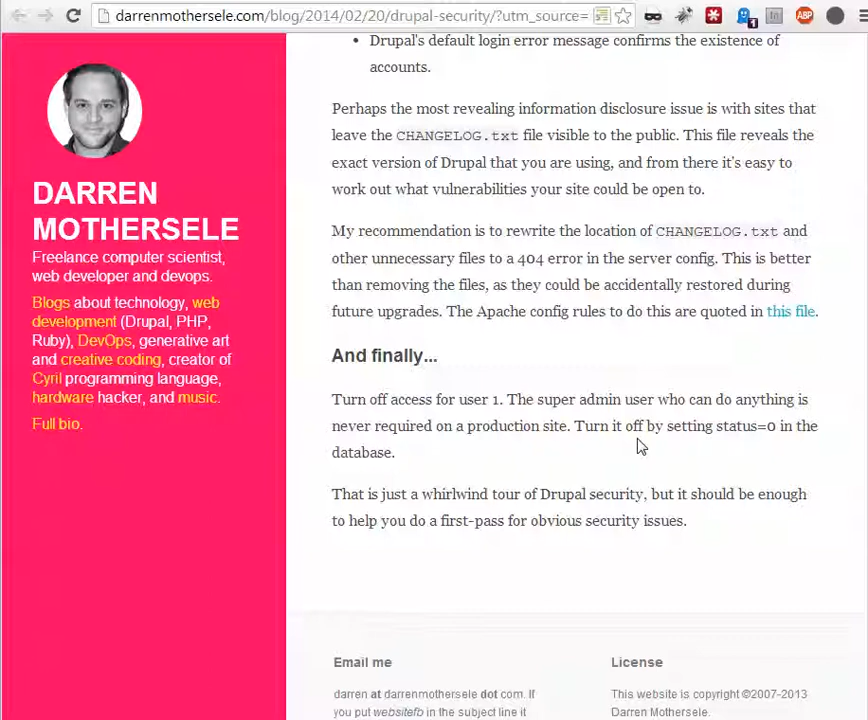 darrenmothersele.com/blog/2014/02/20/drupal-security/?utm_source=
1
ABP
DARREN
MOTHERSELE
Freelance computer scientist,
web developer and devops.
Blogs about technology, web
development (Drupal, PHP,
Ruby), DevOps, generative art
and creative coding, creator of
Cyril programming language,
hardware hacker, and music.
Full bio.
• Drupal's default login error message confirms the existence of
accounts.
Perhaps the most revealing information disclosure issue is with sites that
leave the CHANGELOG.txt file visible to the public. This file reveals the
exact version of Drupal that you are using, and from there it's easy to
work out what vulnerabilities your site could be open to.
My recommendation is to rewrite the location of CHANGELOG.txt and
other unnecessary files to a 404 error in the server config. This is better
than removing the files, as they could be accidentally restored during
future upgrades. The Apache config rules to do this are quoted in this file.
And finally...
Turn off access for user 1. The super admin user who can do anything is
never required on a production site. Turn it off by setting status=0 in the
database.
That is just a whirlwind tour of Drupal security, but it should be enough
to help you do a first-pass for obvious security issues.
Email me
darren at darrenmothersele dot com. If
you put websitefb in the subject line it
License
This website is copyright ©2007-2013
Darren Mothersele.